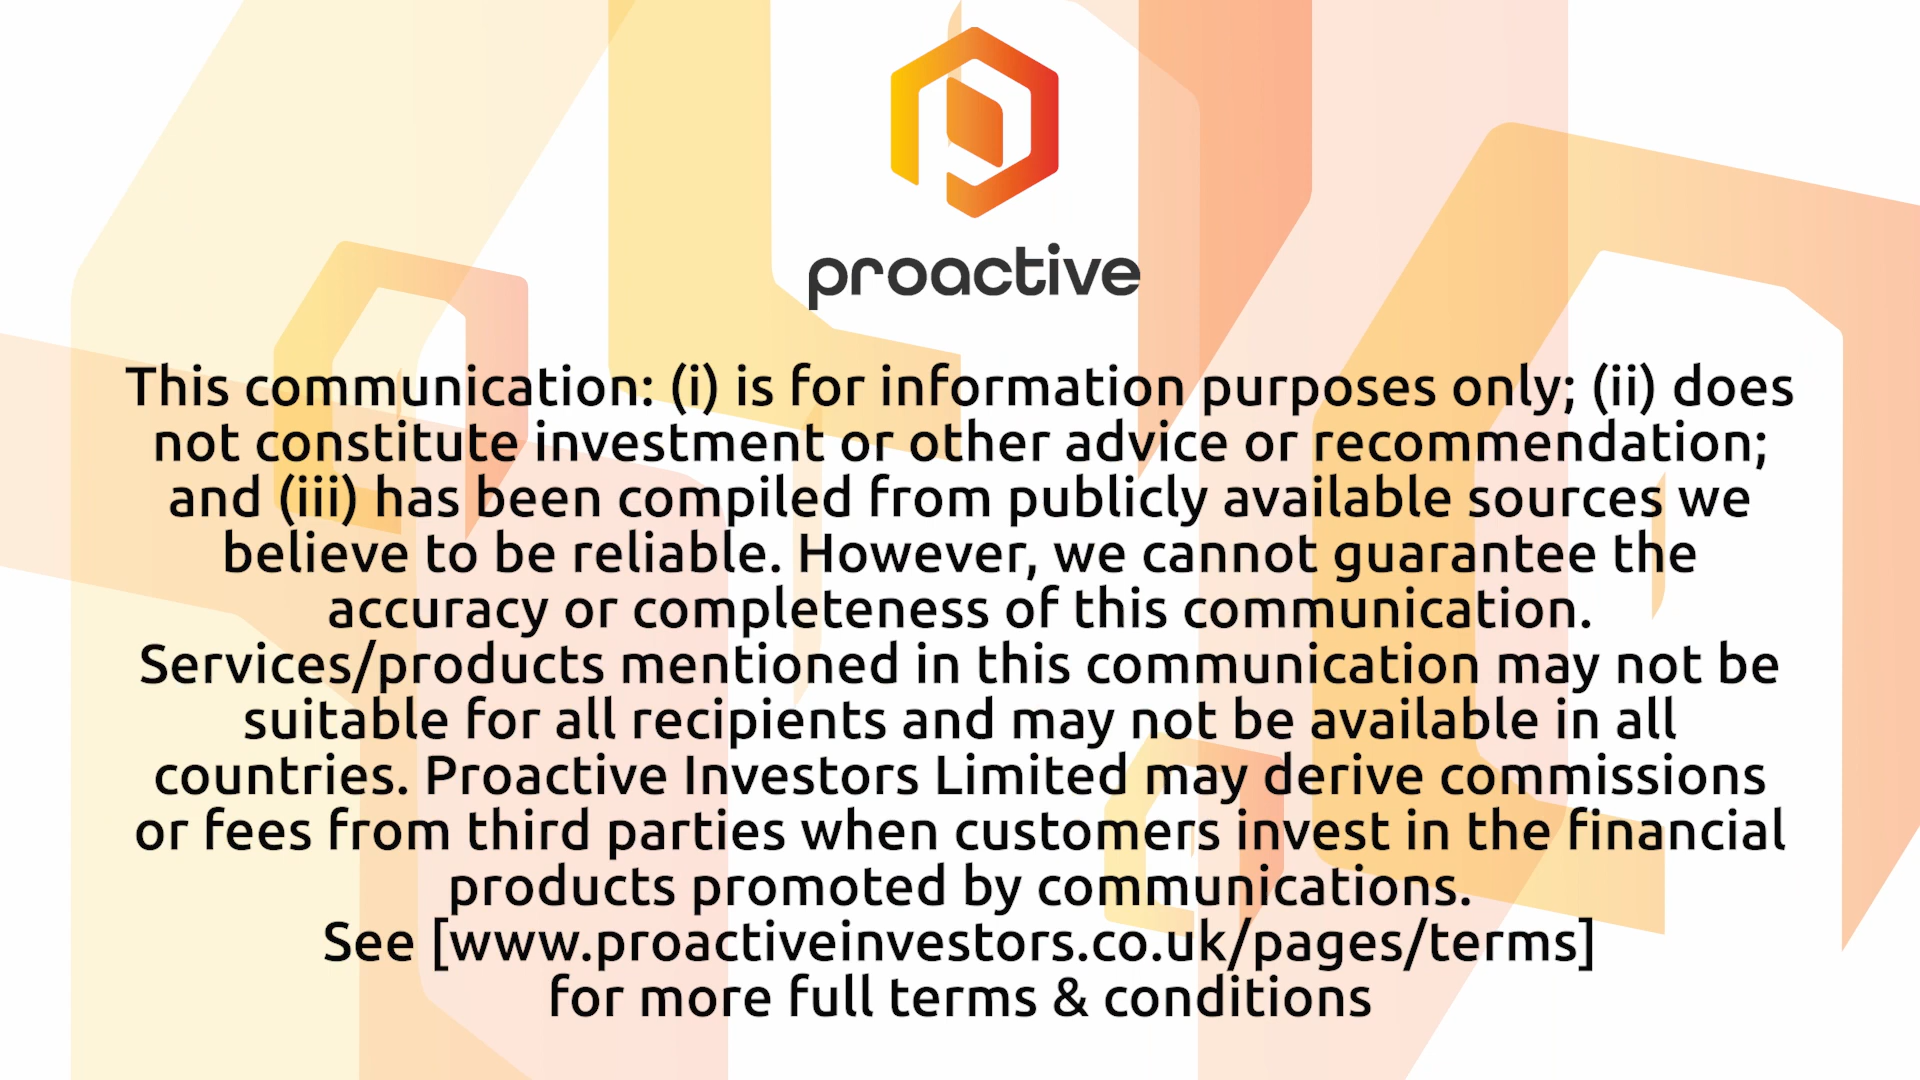 proactive
This communication: (i) is for information purposes only; (ii) does
not constitute investment or other advice or recommendation;
and (iii) has been compiled from publicly available sources we
believe to be reliable. However, we cannot guarantee the
accuracy or completeness of this communication.
Services/products mentioned in this communication may not be
suitable for all recipients and may not be available in all
countries. Proactive Investors Limited may derive commissions
or fees from third parties when customers invest in the financial
products promoted by communications.
See [www.proactiveinvestors.co.uk/pages/terms]
for more full terms & conditions